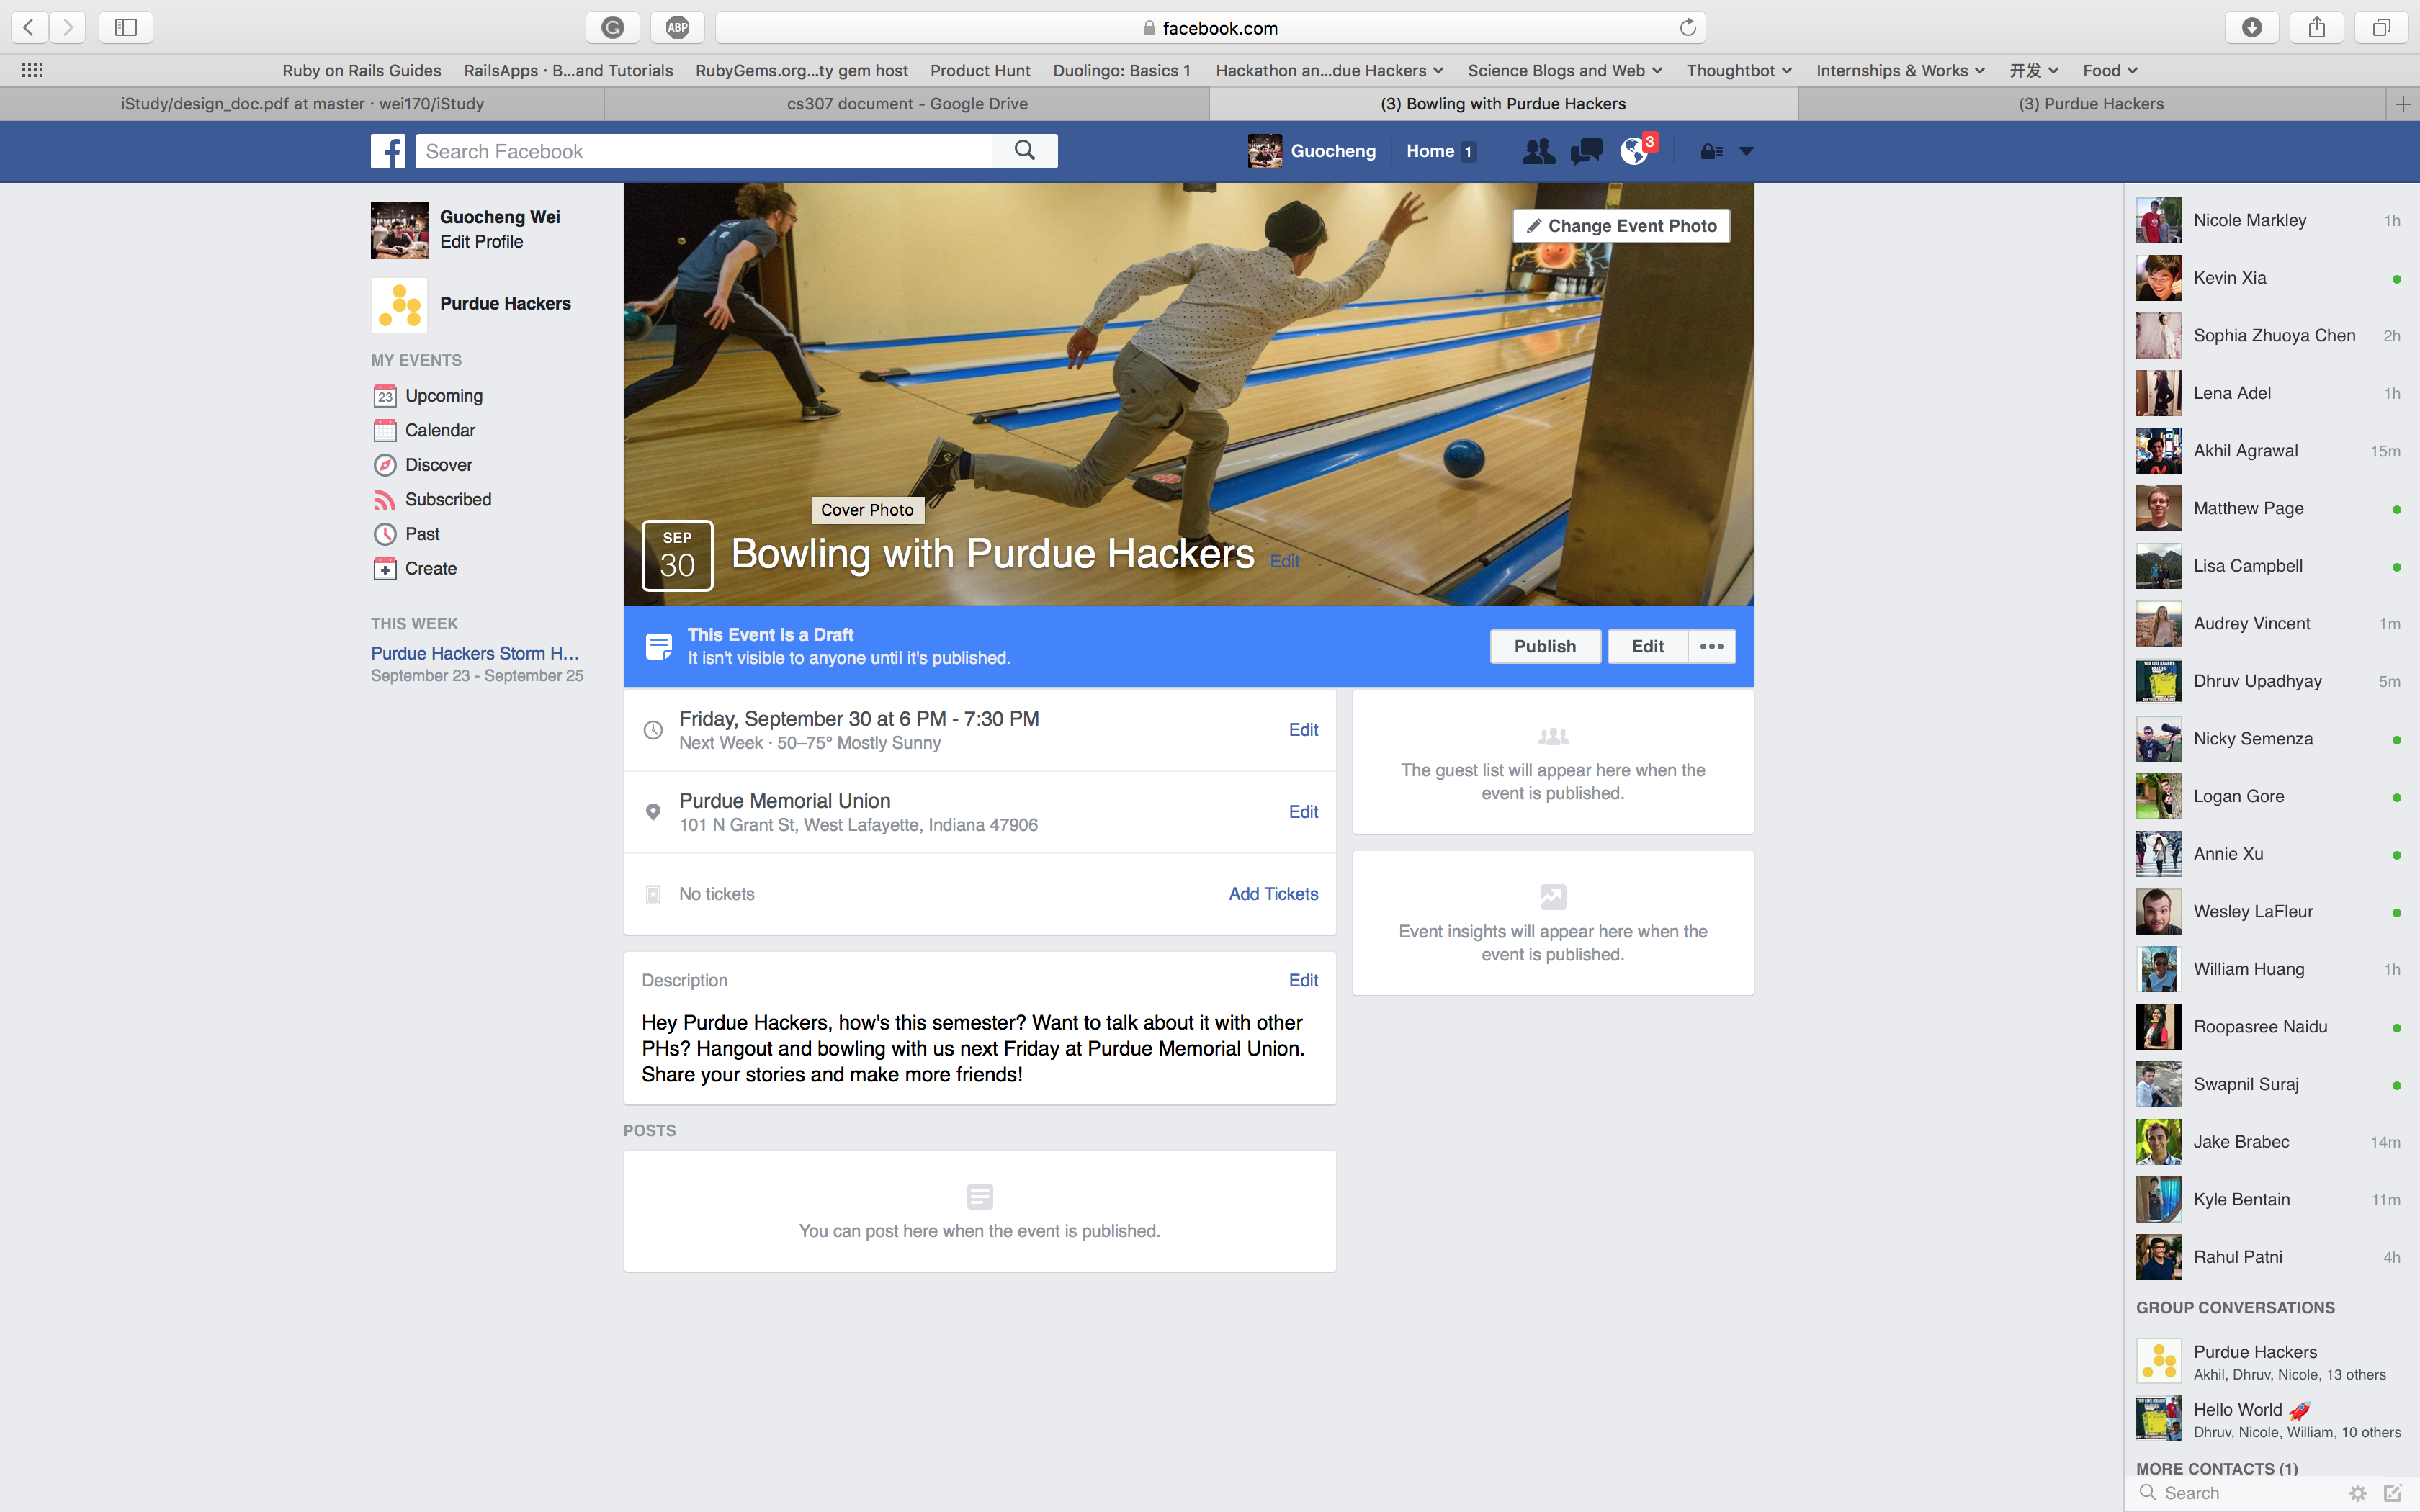 ABP
facebook.com
Ruby on Rails Guides
RailsApps · B...and Tutorials
RubyGems.org...ty gem host
Product Hunt
Duolingo: Basics 1
Hackathon an...due Hackers
Science Blogs and Web
Thoughtbot
Internships & Works
开发
Food
iStudy/design_doc.pdf at master · wei170/iStudy
cs307 document - Google Drive
(3) Bowling with Purdue Hackers
(3) Purdue Hackers
Search Facebook
Guocheng
Home 1
3
Guocheng Wei
Edit Profile
Purdue Hackers
MY EVENTS
23 Upcoming
Calendar
Discover
Subscribed
Past
Create
THIS WEEK
Purdue Hackers Storm H...
September 23 - September 25
Change Event Photo
Cover Photo
SEP
30
Bowling with Purdue Hackers Edit
This Event is a Draft
It isn't visible to anyone until it's published.
Publish
Edit
Friday, September 30 at 6 PM - 7:30 PM
Next Week · 50–75° Mostly Sunny
Edit
Purdue Memorial Union
101 N Grant St, West Lafayette, Indiana 47906
Edit
No tickets
Add Tickets
Description
Edit
Hey Purdue Hackers, how's this semester? Want to talk about it with other
PHs? Hangout and bowling with us next Friday at Purdue Memorial Union.
Share your stories and make more friends!
POSTS
You can post here when the event is published.
The guest list will appear here when the
event is published.
Event insights will appear here when the
event is published.
Nicole Markley 1h
Kevin Xia
Sophia Zhuoya Chen 2h
Lena Adel 1h
Akhil Agrawal 15m
Matthew Page
Lisa Campbell
Audrey Vincent 1m
Dhruv Upadhyay 5m
Nicky Semenza
Logan Gore
Annie Xu
Wesley LaFleur
William Huang 1h
Roopasree Naidu
Swapnil Suraj
Jake Brabec 14m
Kyle Bentain 11m
Rahul Patni 4h
GROUP CONVERSATIONS
Purdue Hackers
Akhil, Dhruv, Nicole, 13 others
Hello World 🚀
Dhruv, Nicole, William, 10 others
MORE CONTACTS (1)
Search